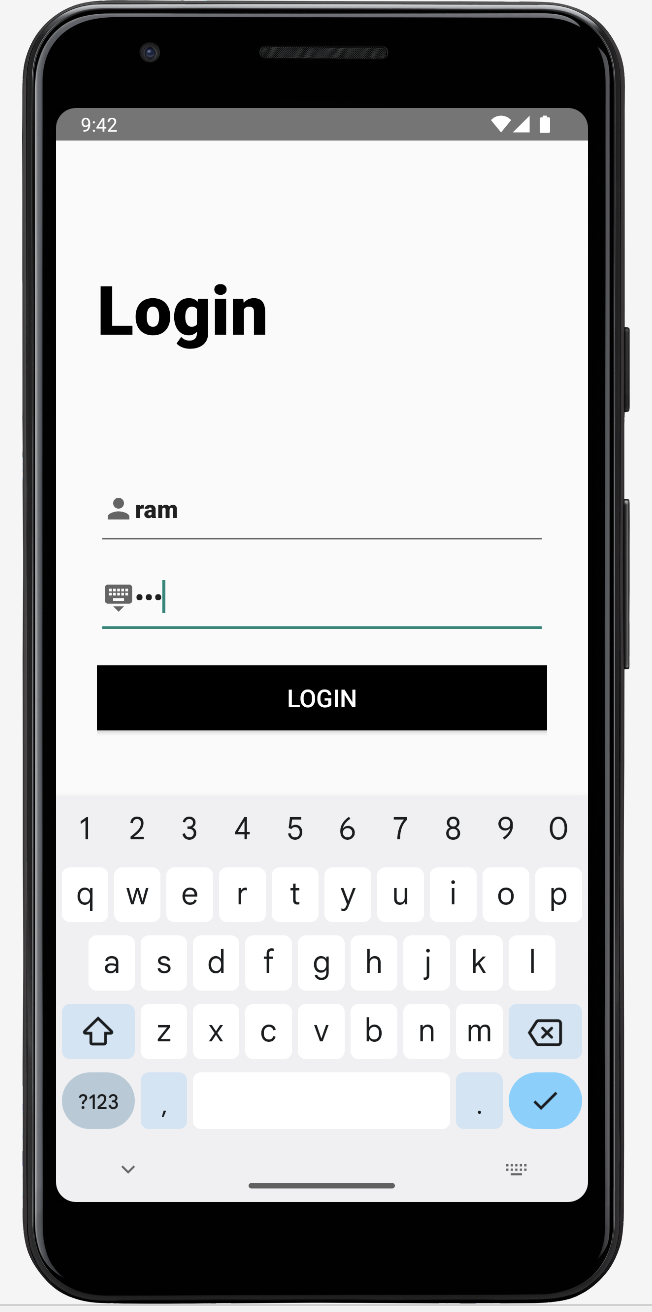 9:42
Login
ram
•••
LOGIN
1 2 3 4 5 6 7 8 9 0
q w e r t y u i o p
a s d f g h j k l
z x c v b n m
?123 , .